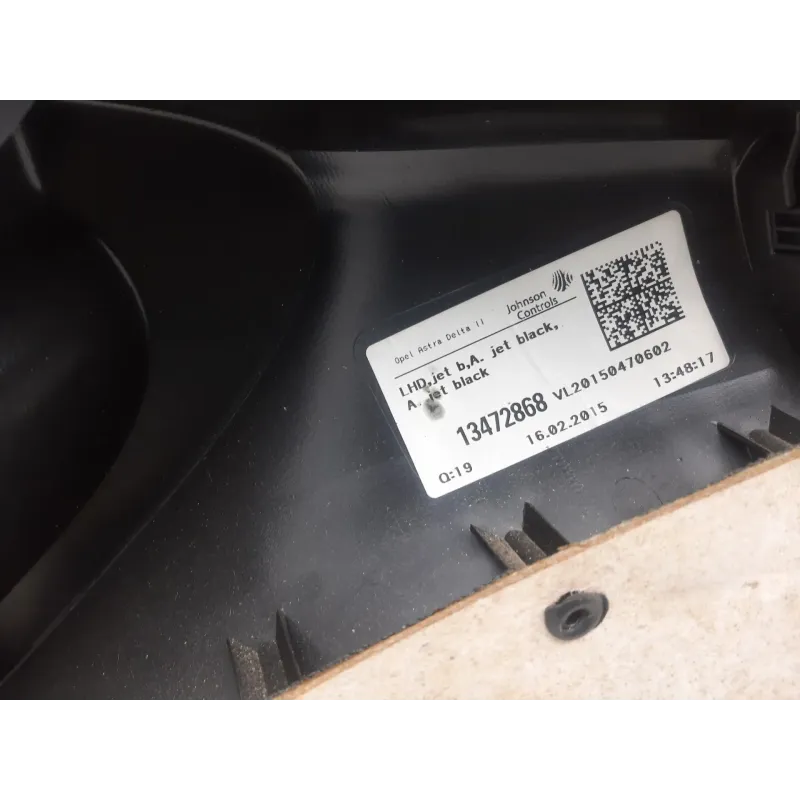 Opel Astra Delta II
Johnson
Controls
LHD,jet b,A. jet black,
A. jet black
13472868 VL20150470602
Q:19 16.02.2015 13:48:17